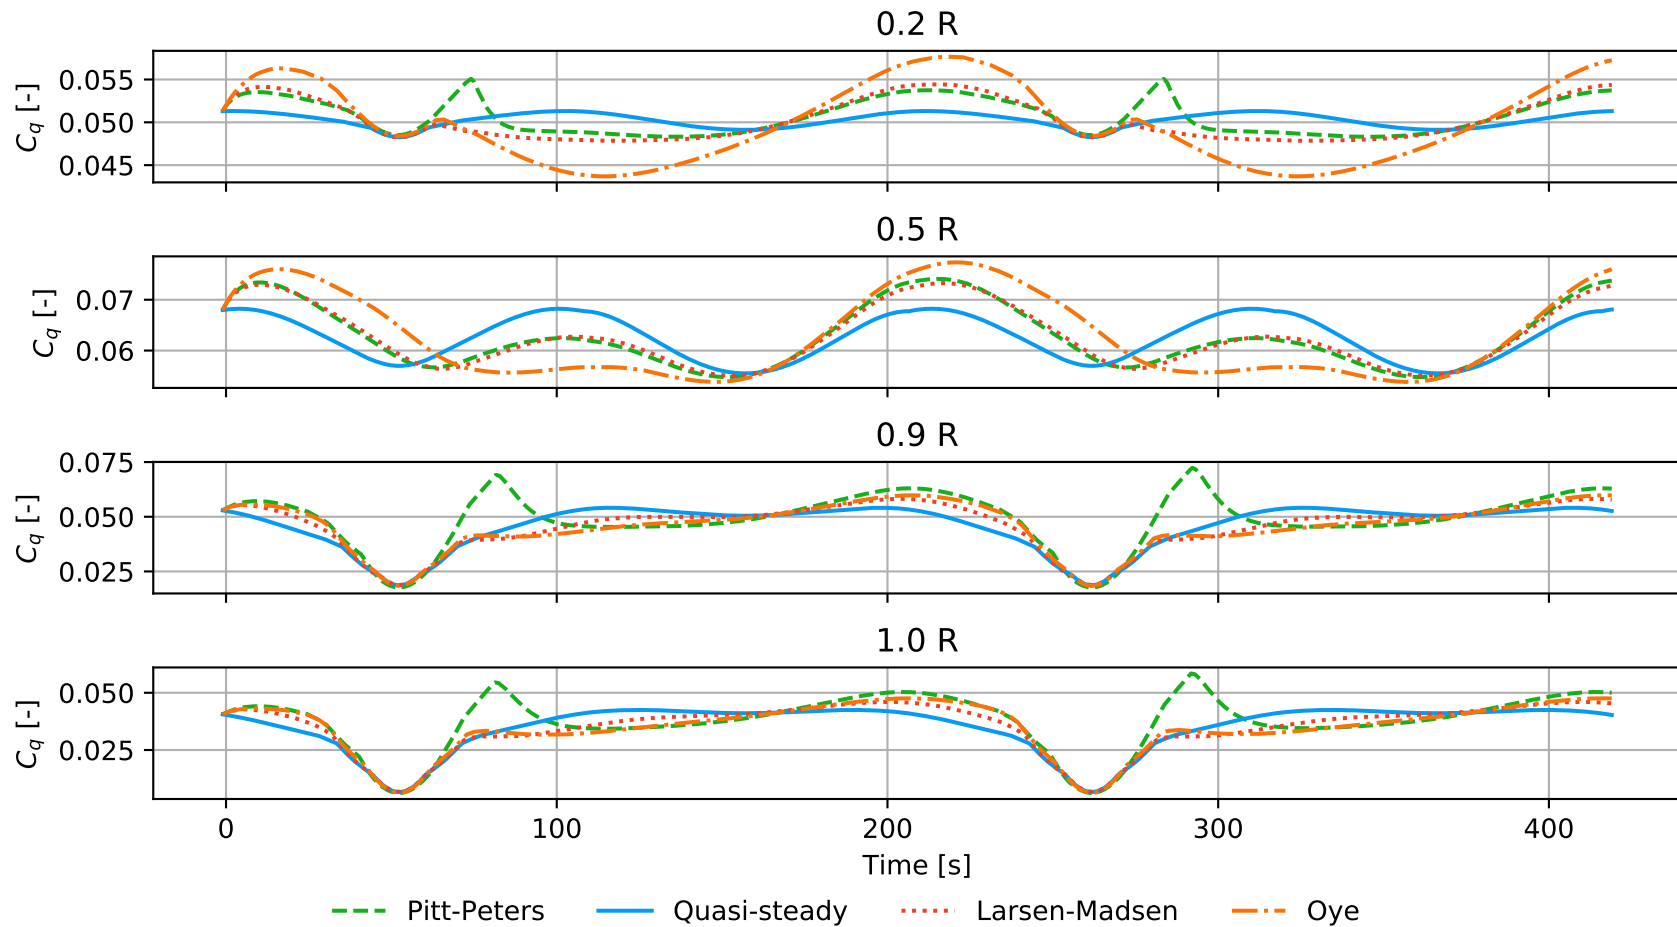 0.2 R
0.055
0.050
0.045
C_q [-]
0.5 R
0.07
0.06
C_q [-]
0.9 R
0.075
0.050
0.025
C_q [-]
1.0 R
0.050
0.025
C_q [-]
0 100 200 300 400
Time [s]
Pitt-Peters Quasi-steady Larsen-Madsen Oye